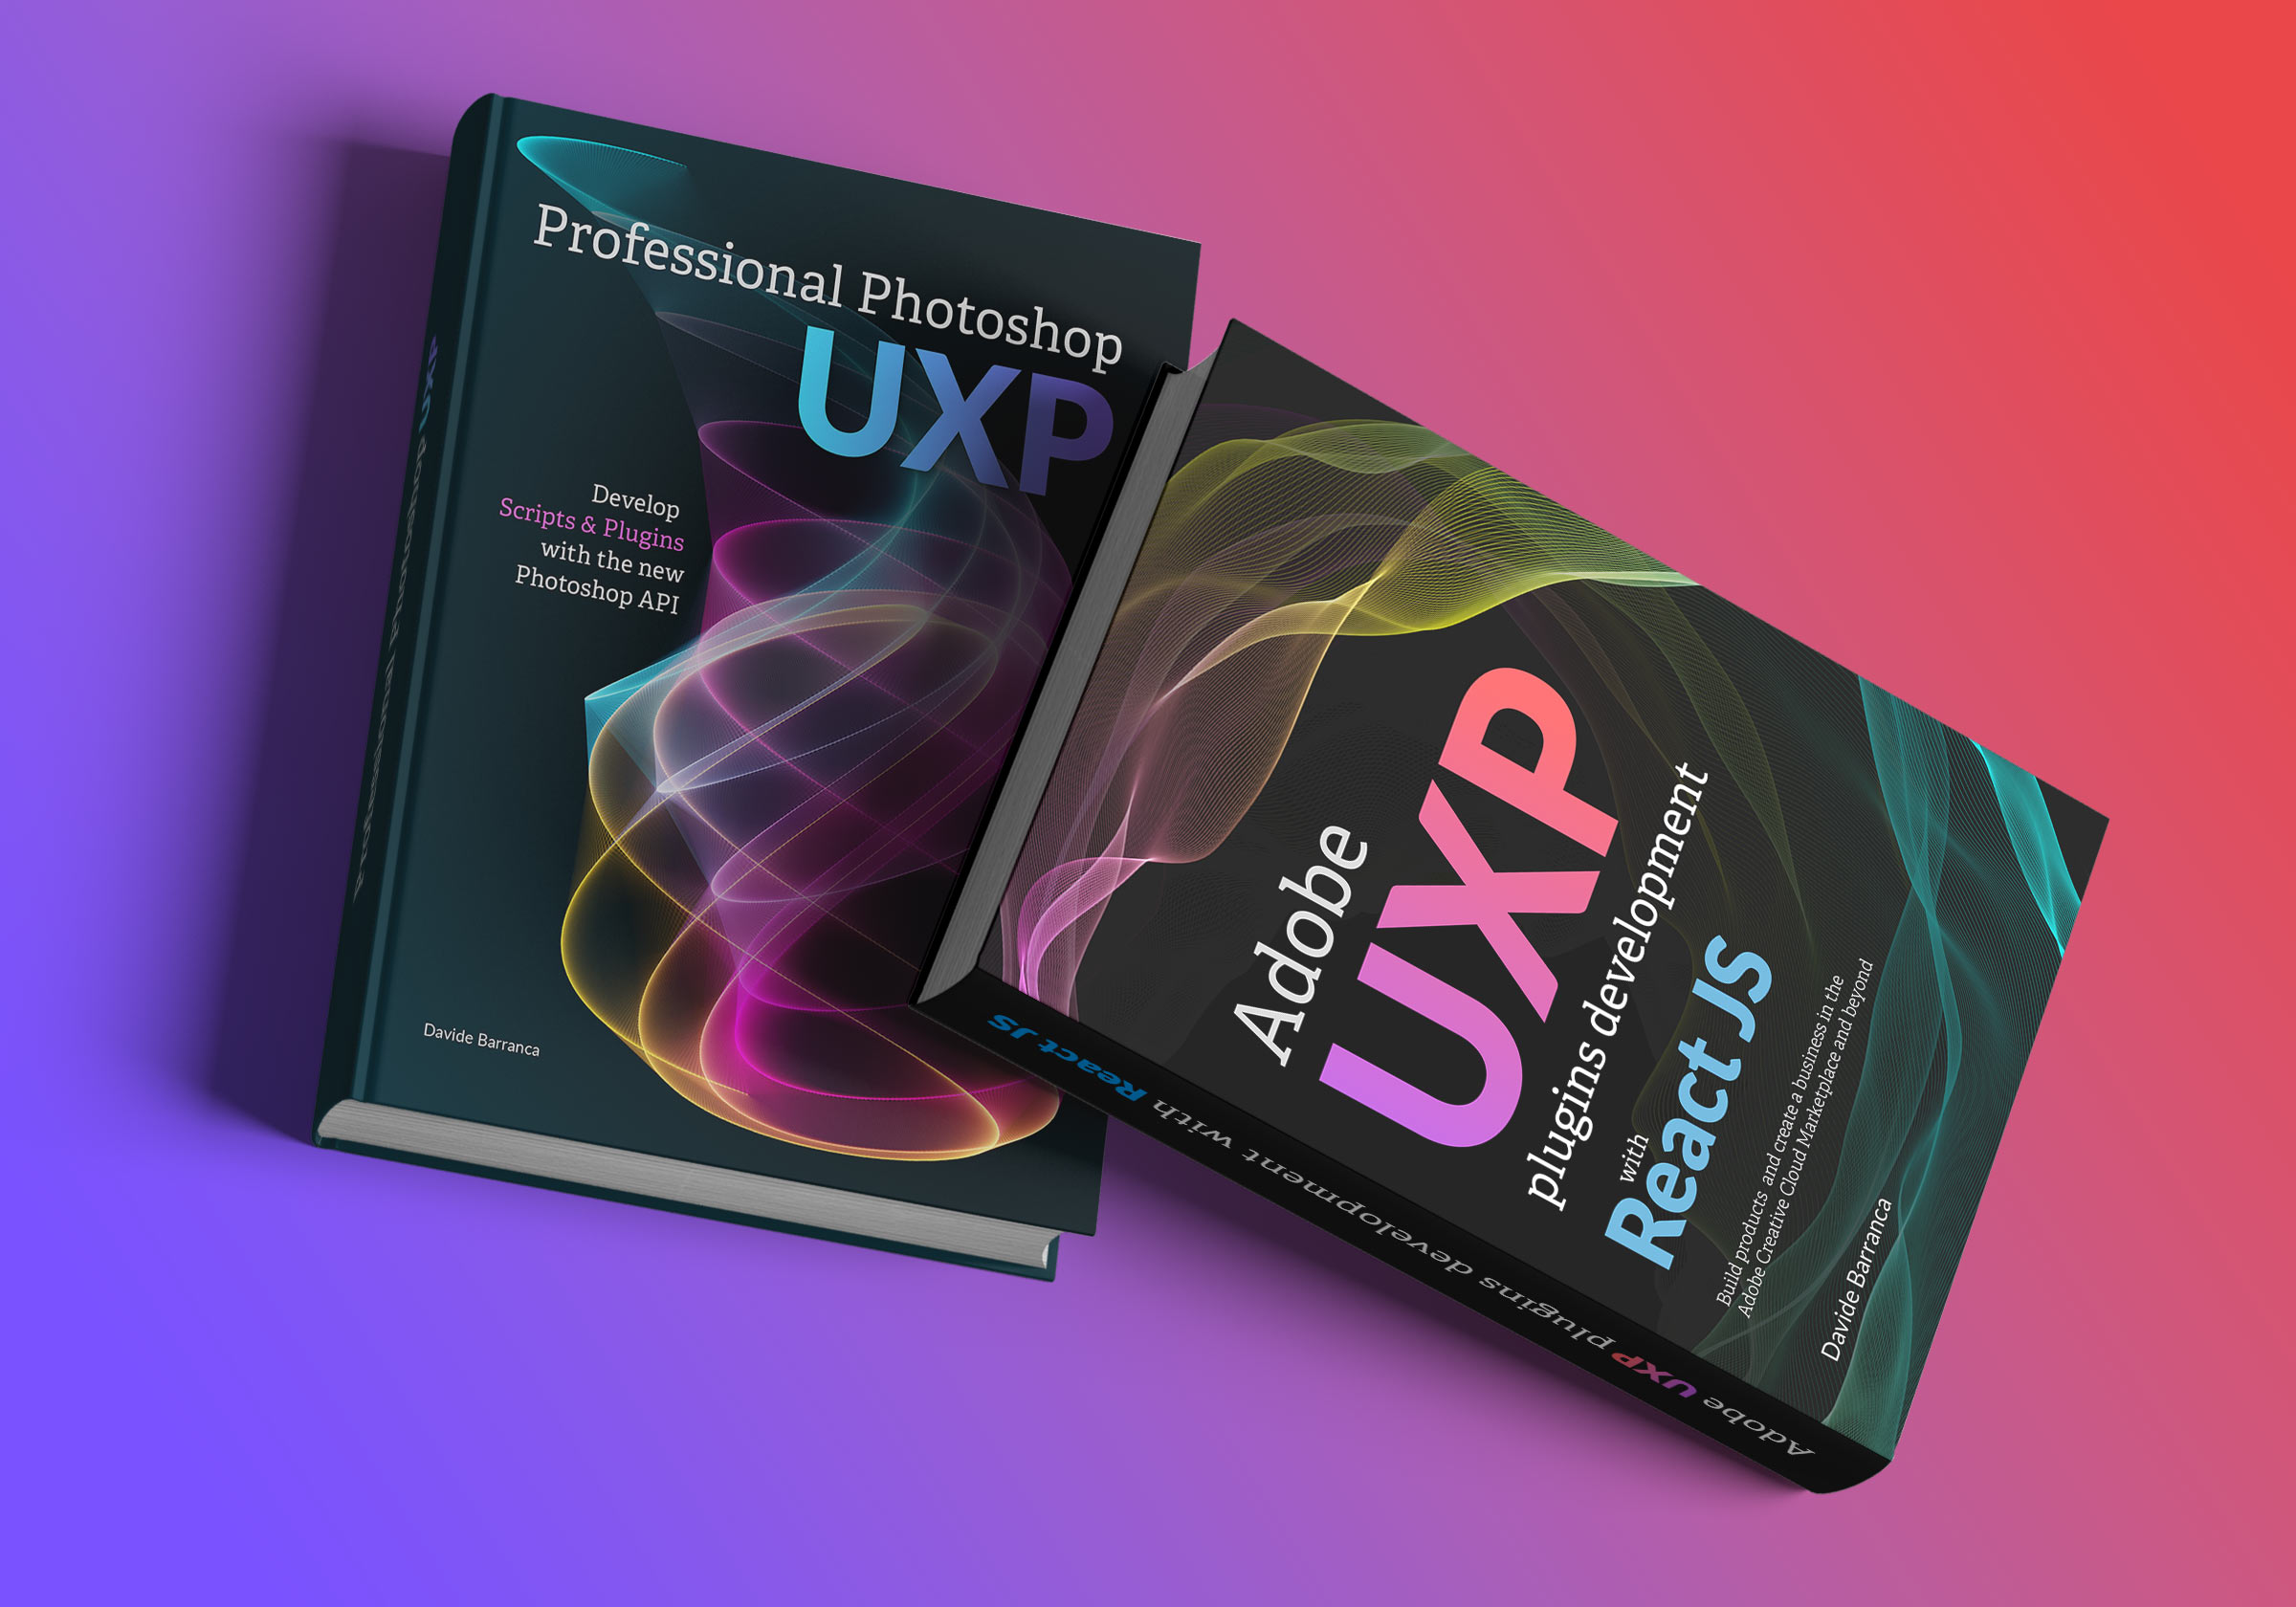 Professional Photoshop
UXP
Develop
Scripts & Plugins
with the new
Photoshop API
Davide Barranca
Professional Photoshop UXP
Adobe
UXP
plugins development
with
React JS
Build products and create a business in the
Adobe Creative Cloud Marketplace and beyond
Davide Barranca
Adobe UXP plugins development with React JS